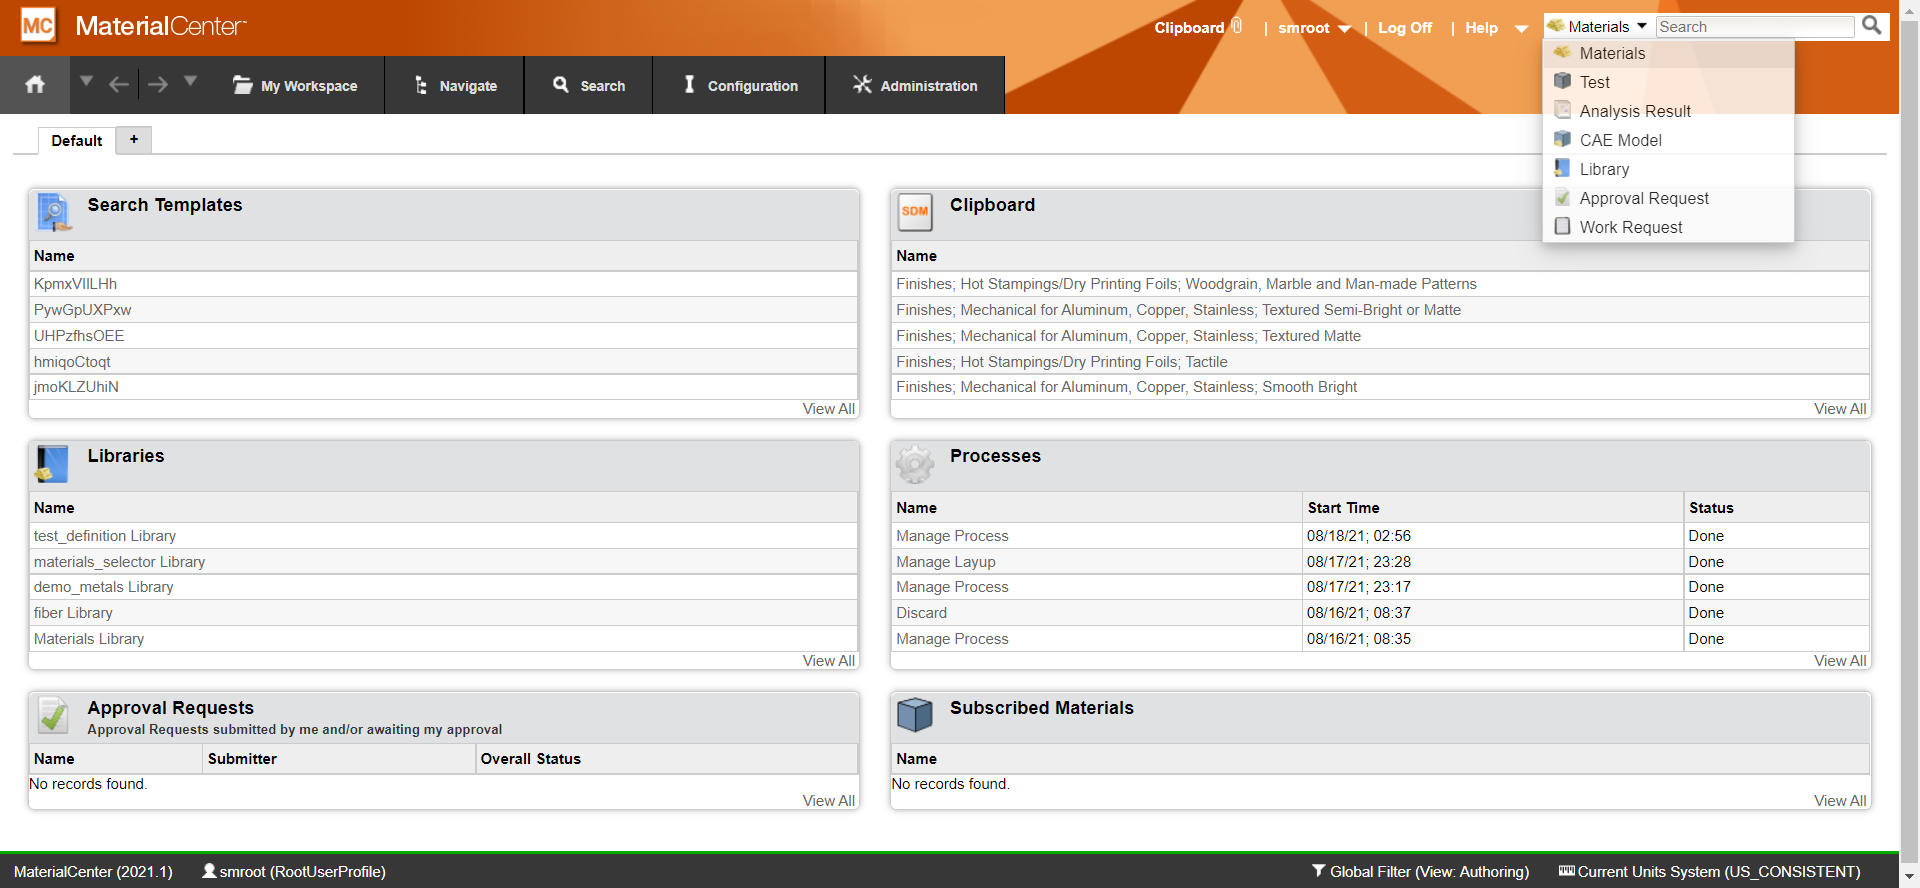 MC MaterialCenter™
Clipboard | smroot | Log Off | Help
Materials Search
My Workspace Navigate Search Configuration Administration
Materials
Test
Analysis Result
CAE Model
Library
Approval Request
Work Request
Default +
Search Templates
Name
KpmxVIlLHh
PywGpUXPxw
UHPzfhsOEE
hmiqoCtoqt
jmoKLZUhiN
View All
SDM Clipboard
Name
Finishes; Hot Stampings/Dry Printing Foils; Woodgrain, Marble and Man-made Patterns
Finishes; Mechanical for Aluminum, Copper, Stainless; Textured Semi-Bright or Matte
Finishes; Mechanical for Aluminum, Copper, Stainless; Textured Matte
Finishes; Hot Stampings/Dry Printing Foils; Tactile
Finishes; Mechanical for Aluminum, Copper, Stainless; Smooth Bright
View All
Libraries
Name
test_definition Library
materials_selector Library
demo_metals Library
fiber Library
Materials Library
View All
Processes
Name Start Time Status
Manage Process 08/18/21; 02:56 Done
Manage Layup 08/17/21; 23:28 Done
Manage Process 08/17/21; 23:17 Done
Discard 08/16/21; 08:37 Done
Manage Process 08/16/21; 08:35 Done
View All
Approval Requests
Approval Requests submitted by me and/or awaiting my approval
Name Submitter Overall Status
No records found.
View All
Subscribed Materials
Name
No records found.
View All
MaterialCenter (2021.1) smroot (RootUserProfile) Global Filter (View: Authoring) Current Units System (US_CONSISTENT)